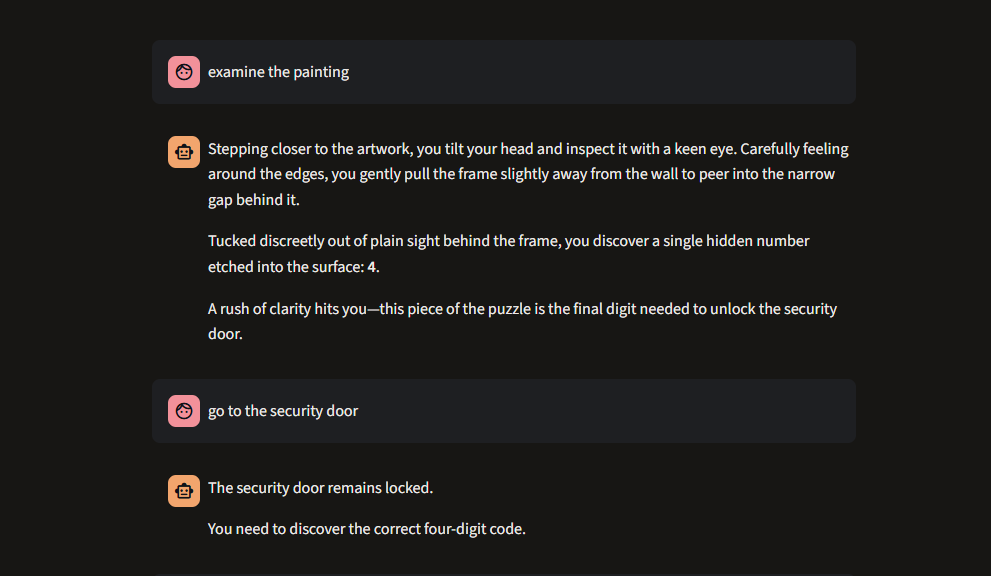 examine the painting
Stepping closer to the artwork, you tilt your head and inspect it with a keen eye. Carefully feeling
around the edges, you gently pull the frame slightly away from the wall to peer into the narrow
gap behind it.
Tucked discreetly out of plain sight behind the frame, you discover a single hidden number
etched into the surface: 4.
A rush of clarity hits you—this piece of the puzzle is the final digit needed to unlock the security
door.
go to the security door
The security door remains locked.
You need to discover the correct four-digit code.